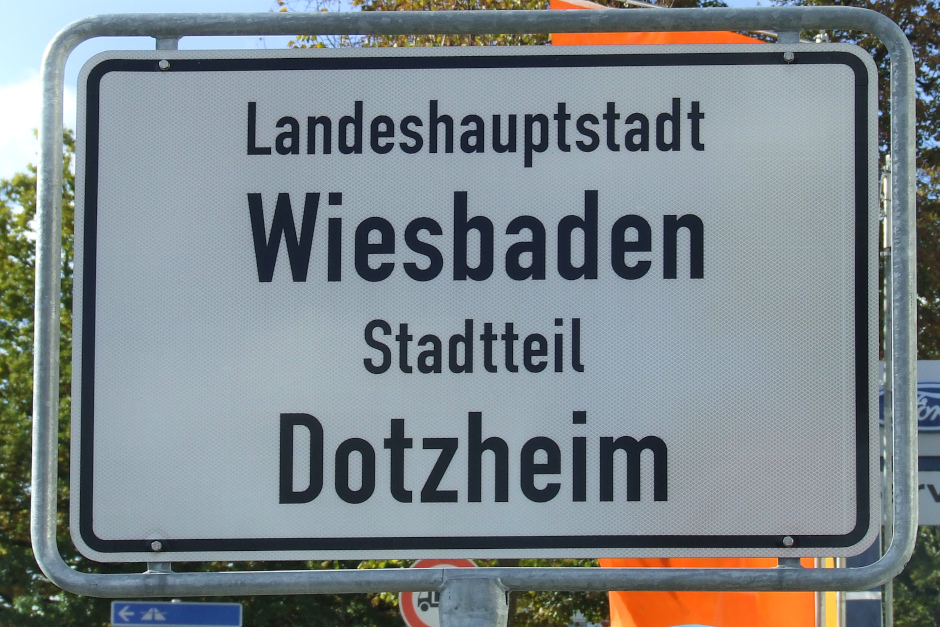 Landeshauptstadt
Wiesbaden
Stadtteil
Dotzheim